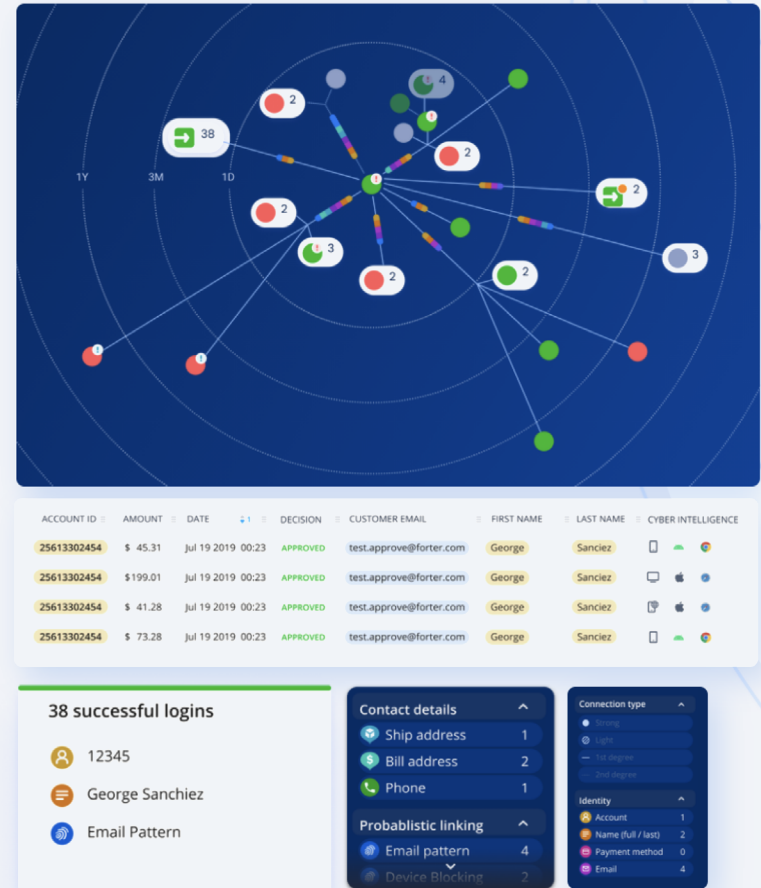 4
2
38
2
1Y 3M 1D
2
2
3
3
2
2
ACCOUNT ID AMOUNT DATE 1 DECISION CUSTOMER EMAIL FIRST NAME LAST NAME CYBER INTELLIGENCE
25613302454 $ 45.31 Jul 19 2019 00:23 APPROVED test.approve@forter.com George Sanciez
25613302454 $199.01 Jul 19 2019 00:23 APPROVED test.approve@forter.com George Sanciez
25613302454 $ 41.28 Jul 19 2019 00:23 APPROVED test.approve@forter.com George Sanciez
25613302454 $ 73.28 Jul 19 2019 00:23 APPROVED test.approve@forter.com George Sanciez
38 successful logins
12345
George Sanchiez
Email Pattern
Contact details
Ship address 1
Bill address 2
Phone 1
Probablistic linking
Email pattern 4
Device Blocking 2
Connection type
Strong
Light
1st degree
2nd degree
Identity
Account 1
Name (full / last) 2
Payment method 0
Email 4